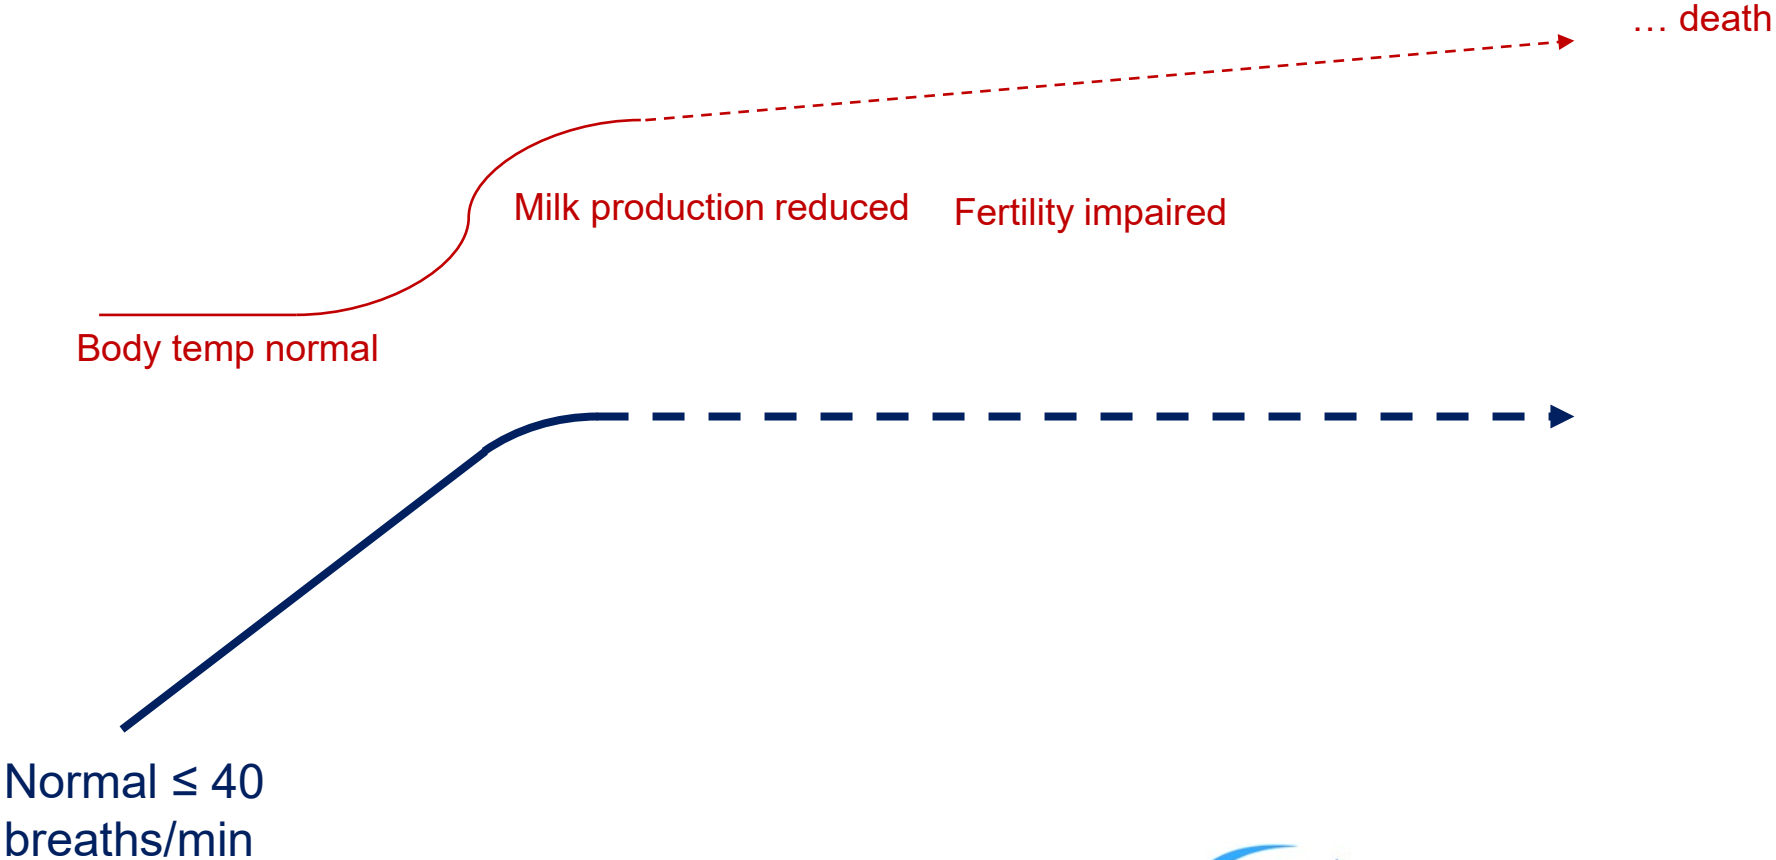 … death
Milk production reduced
Fertility impaired
Body temp normal
Normal ≤ 40
breaths/min